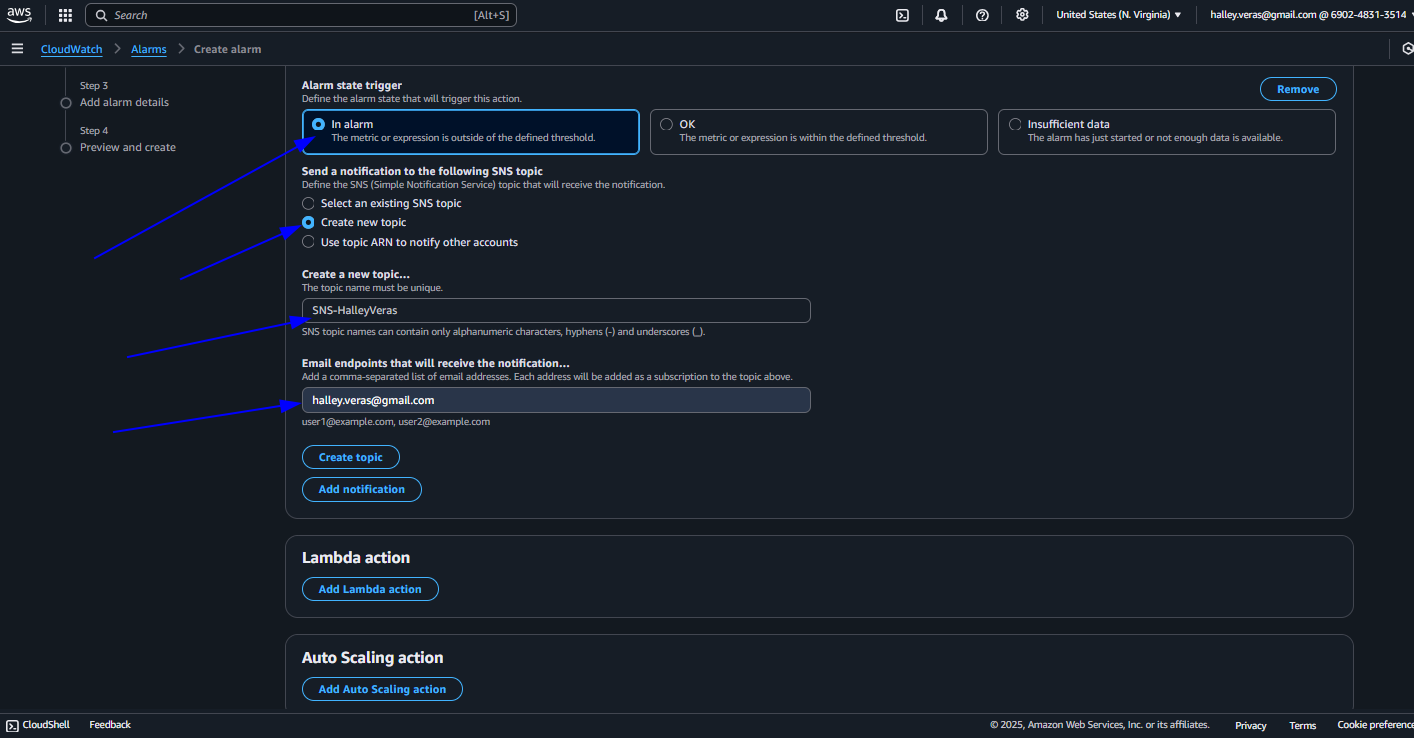 aws
Search [Alt+S]
United States (N. Virginia)
halley.veras@gmail.com @ 6902-4831-3514
CloudWatch
Alarms
Create alarm
Step 3
Add alarm details
Step 4
Preview and create
Alarm state trigger
Define the alarm state that will trigger this action.
Remove
In alarm
The metric or expression is outside of the defined threshold.
OK
The metric or expression is within the defined threshold.
Insufficient data
The alarm has just started or not enough data is available.
Send a notification to the following SNS topic
Define the SNS (Simple Notification Service) topic that will receive the notification.
Select an existing SNS topic
Create new topic
Use topic ARN to notify other accounts
Create a new topic...
The topic name must be unique.
SNS-HalleyVeras
SNS topic names can contain only alphanumeric characters, hyphens (-) and underscores (_).
Email endpoints that will receive the notification...
Add a comma-separated list of email addresses. Each address will be added as a subscription to the topic above.
halley.veras@gmail.com
user1@example.com, user2@example.com
Create topic
Add notification
Lambda action
Add Lambda action
Auto Scaling action
Add Auto Scaling action
CloudShell
Feedback
© 2025, Amazon Web Services, Inc. or its affiliates.
Privacy
Terms
Cookie preference